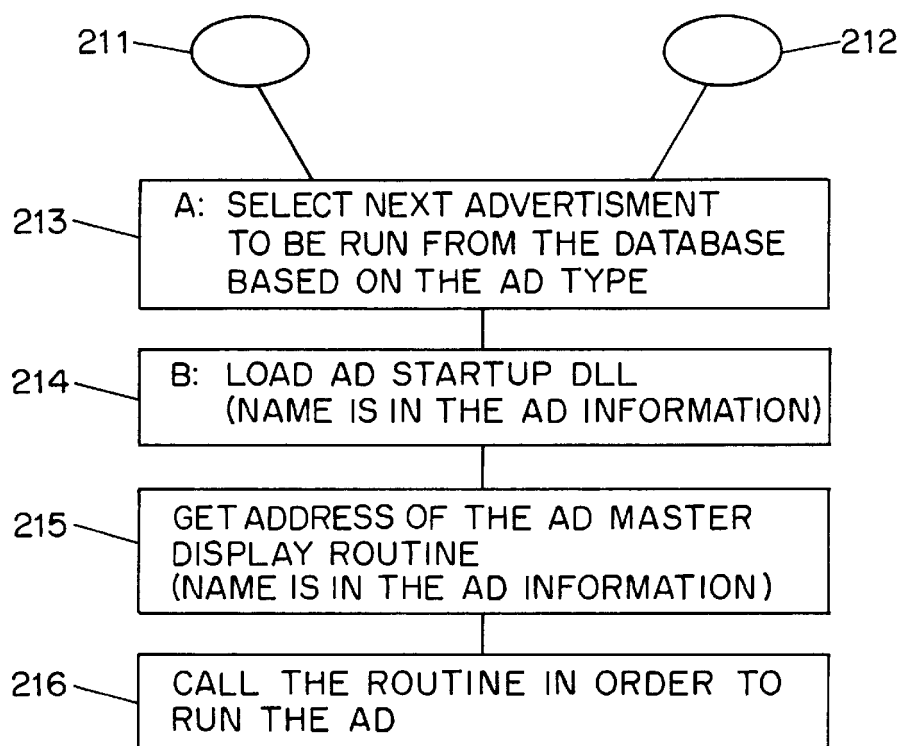 211
212
213
A: SELECT NEXT ADVERTISMENT
TO BE RUN FROM THE DATABASE
BASED ON THE AD TYPE
214
B: LOAD AD STARTUP DLL
(NAME IS IN THE AD INFORMATION)
215
GET ADDRESS OF THE AD MASTER
DISPLAY ROUTINE
(NAME IS IN THE AD INFORMATION)
216
CALL THE ROUTINE IN ORDER TO
RUN THE AD